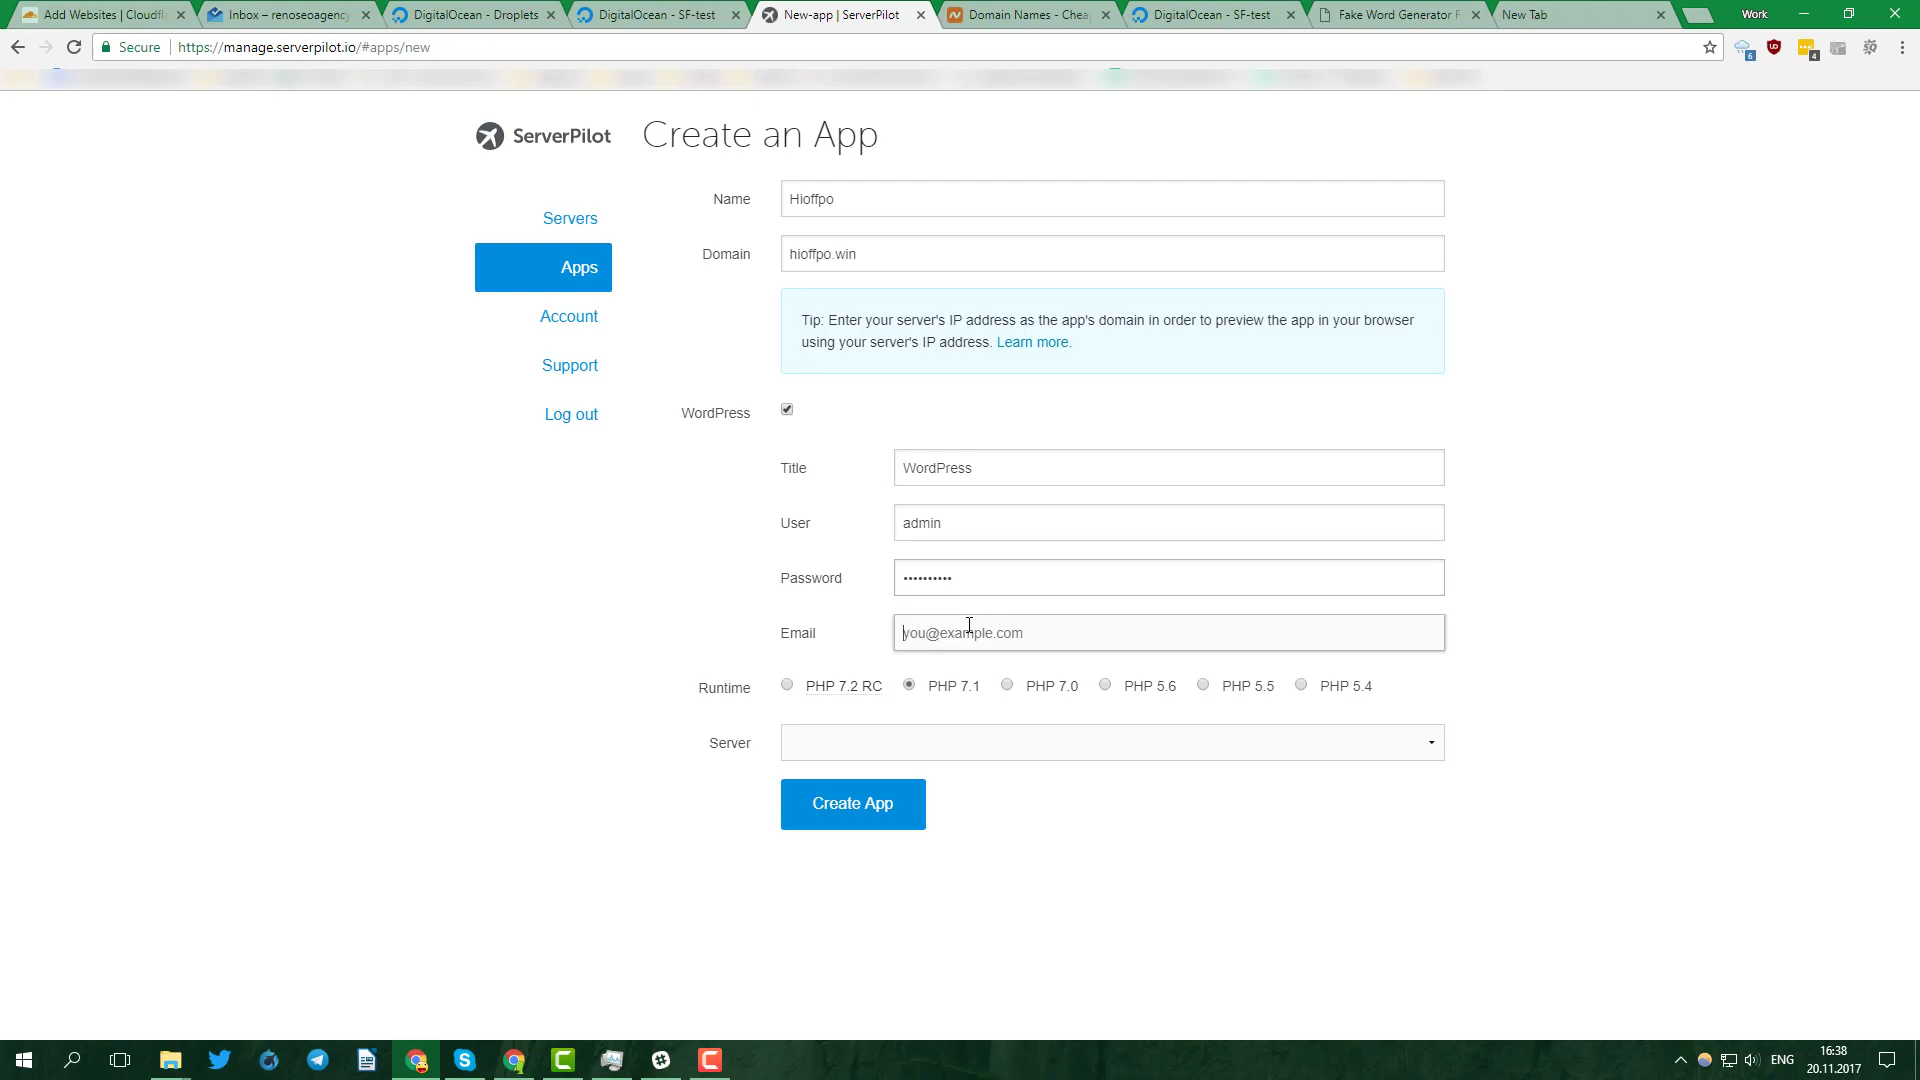 Add Websites | Cloudfl
Inbox – renoseoagency
DigitalOcean - Droplets
DigitalOcean - SF-test
New-app | ServerPilot
Domain Names - Chea
DigitalOcean - SF-test
Fake Word Generator F
New Tab
Work
Secure
https://manage.serverpilot.io/#apps/new
6
4
ServerPilot
Create an App
Servers
Apps
Account
Support
Log out
Name
Hioffpo
Domain
hioffpo.win
Tip: Enter your server's IP address as the app's domain in order to preview the app in your browser
using your server's IP address. Learn more.
WordPress
Title
WordPress
User
admin
Password
••••••••••
Email
you@example.com
Runtime
PHP 7.2 RC
PHP 7.1
PHP 7.0
PHP 5.6
PHP 5.5
PHP 5.4
Server
Create App
ENG
16:38
20.11.2017